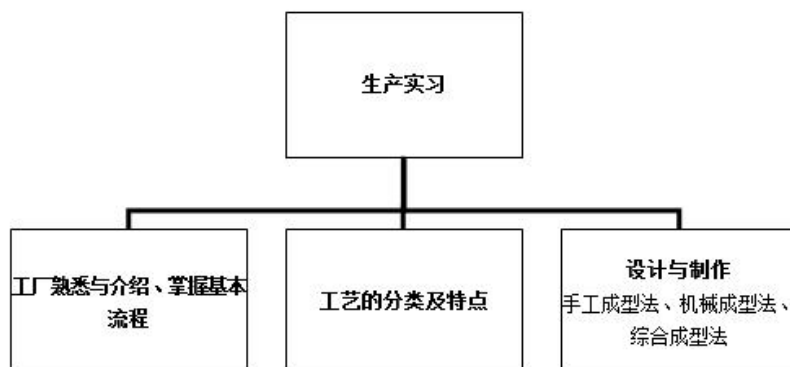 生产实习
工厂熟悉与介绍、掌握基本
流程
工艺的分类及特点
设计与制作
手工成型法、机械成型法、
综合成型法